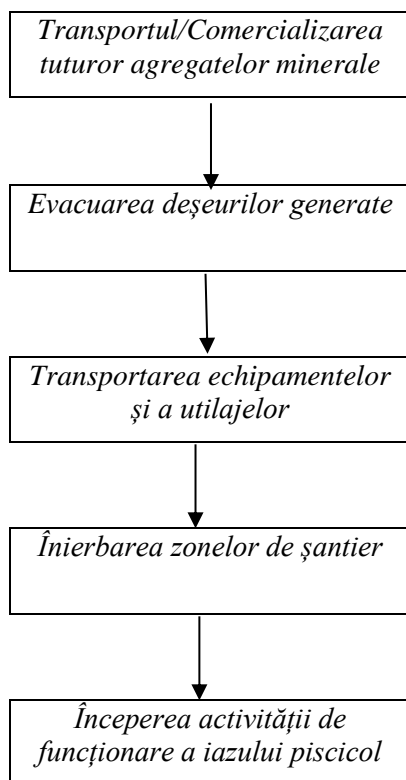 Transportul/Comercializarea
tuturor agregatelor minerale
Evacuarea deșeurilor generate
Transportarea echipamentelor
și a utilajelor
Înierbarea zonelor de șantier
Începerea activității de
funcționare a iazului piscicol